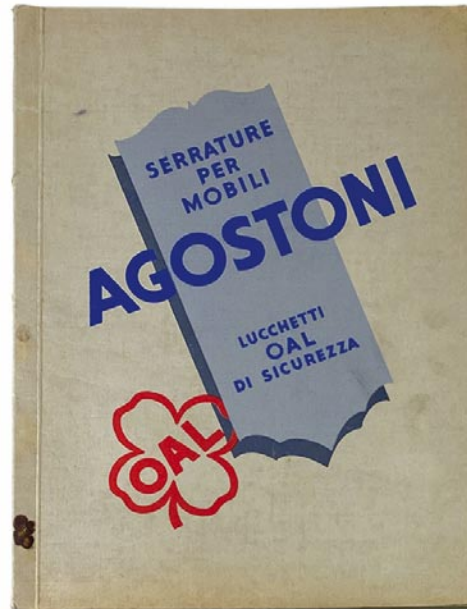 SERRATURE
PER
MOBILI
AGOSTONI
LUCCHETTI
OAL
DI SICUREZZA
OAL